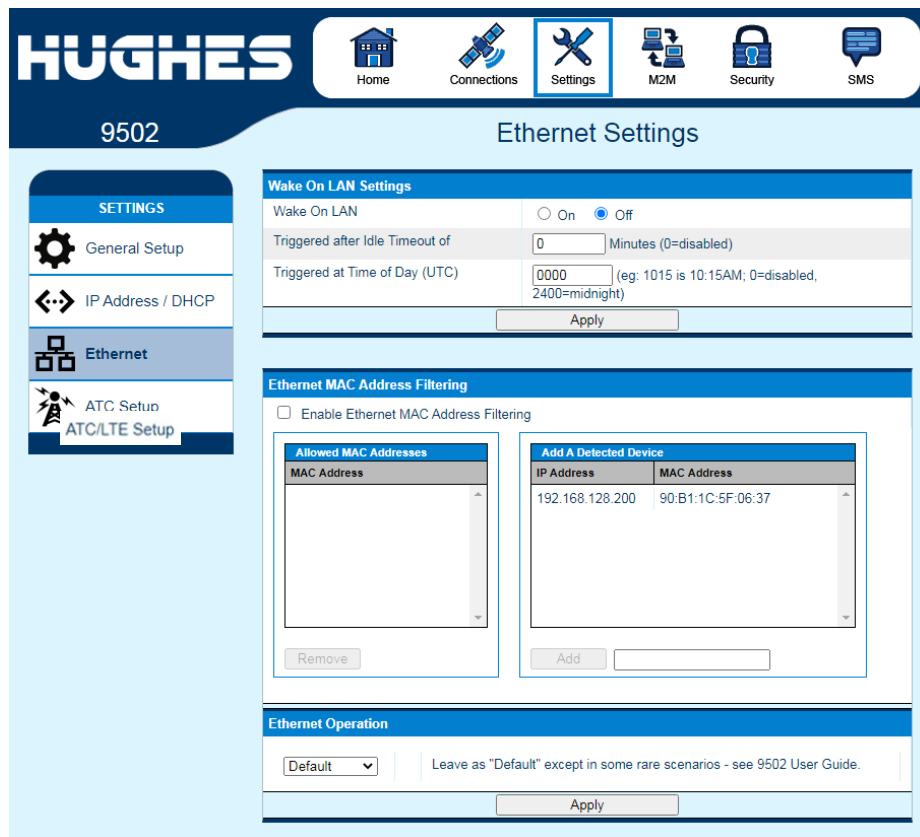 HUGHES
Home
Connections
Settings
M2M
Security
SMS
9502
Ethernet Settings
SETTINGS
General Setup
IP Address / DHCP
Ethernet
ATC Setup
ATC/LTE Setup
Wake On LAN Settings
Wake On LAN
On
Off
Triggered after Idle Timeout of
0
Minutes (0=disabled)
Triggered at Time of Day (UTC)
0000
(eg: 1015 is 10:15AM; 0=disabled,
2400=midnight)
Apply
Ethernet MAC Address Filtering
Enable Ethernet MAC Address Filtering
Allowed MAC Addresses
MAC Address
Remove
Add A Detected Device
IP Address MAC Address
192.168.128.200 90:B1:1C:5F:06:37
Add
Ethernet Operation
Default
Leave as "Default" except in some rare scenarios - see 9502 User Guide.
Apply